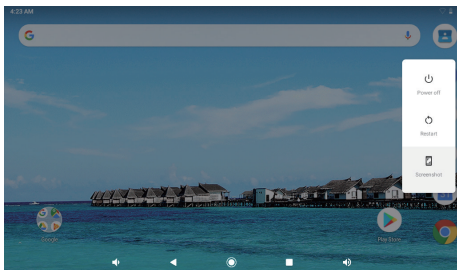 4:23 AM
Power off
Restart
Screenshot
Google
Play Store